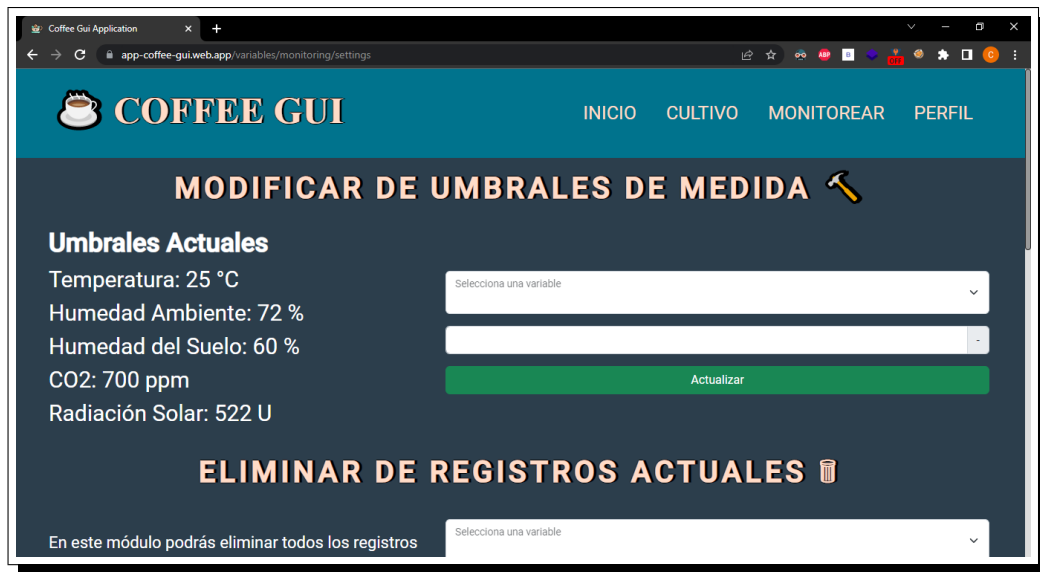 Coffee Gui Application
app-coffee-gui.web.app/variables/monitoring/settings
ABP
OFF
C
COFFEE GUI
INICIO CULTIVO MONITOREAR PERFIL
MODIFICAR DE UMBRALES DE MEDIDA
Umbrales Actuales
Temperatura: 25 °C
Humedad Ambiente: 72 %
Humedad del Suelo: 60 %
CO2: 700 ppm
Radiación Solar: 522 U
Selecciona una variable
-
Actualizar
ELIMINAR DE REGISTROS ACTUALES
En este módulo podrás eliminar todos los registros
Selecciona una variable